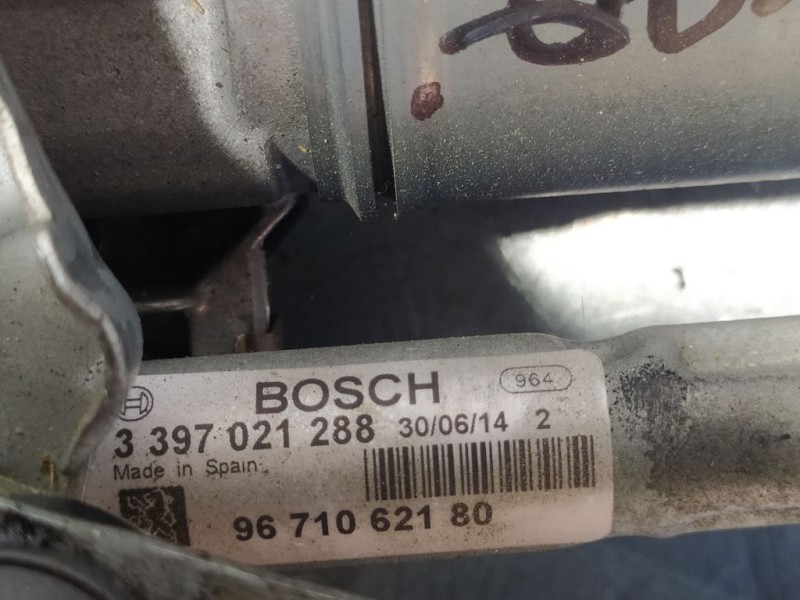 BOSCH 964
3 397 021 288 30/06/14 2
Made in Spain
96 710 621 80